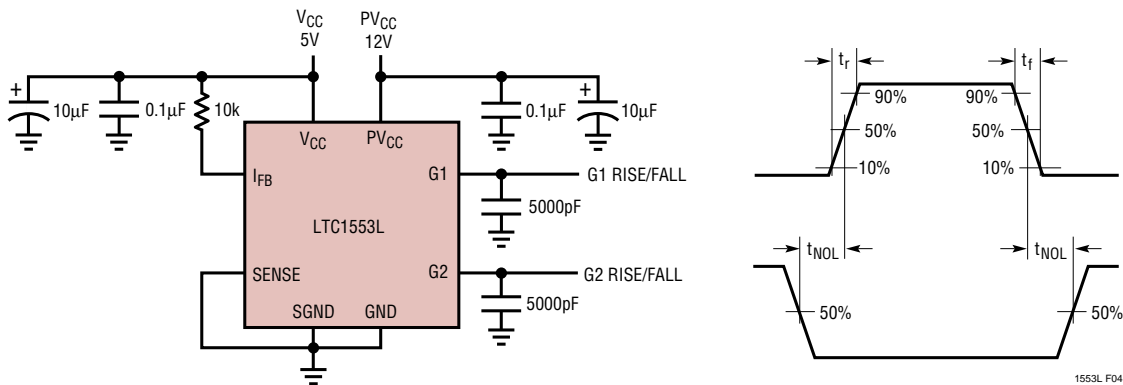 V_CC
5V
PV_CC
12V
+
10µF
0.1µF
10k
0.1µF
+
10µF
V_CC
PV_CC
I_FB
G1
G1 RISE/FALL
5000pF
LTC1553L
SENSE
G2
G2 RISE/FALL
5000pF
SGND
GND
t_r
t_f
90%
90%
50%
50%
10%
10%
t_NOL
t_NOL
50%
50%
1553L F04